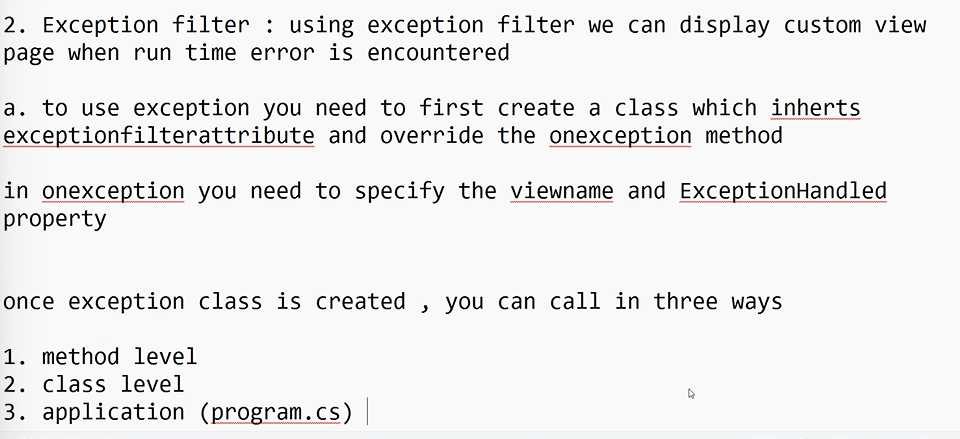 2. Exception filter : using exception filter we can display custom view
page when run time error is encountered
a. to use exception you need to first create a class which inherts
exceptionfilterattribute and override the onexception method
in onexception you need to specify the viewname and ExceptionHandled
property
once exception class is created , you can call in three ways
1. method level
2. class level
3. application (program.cs)